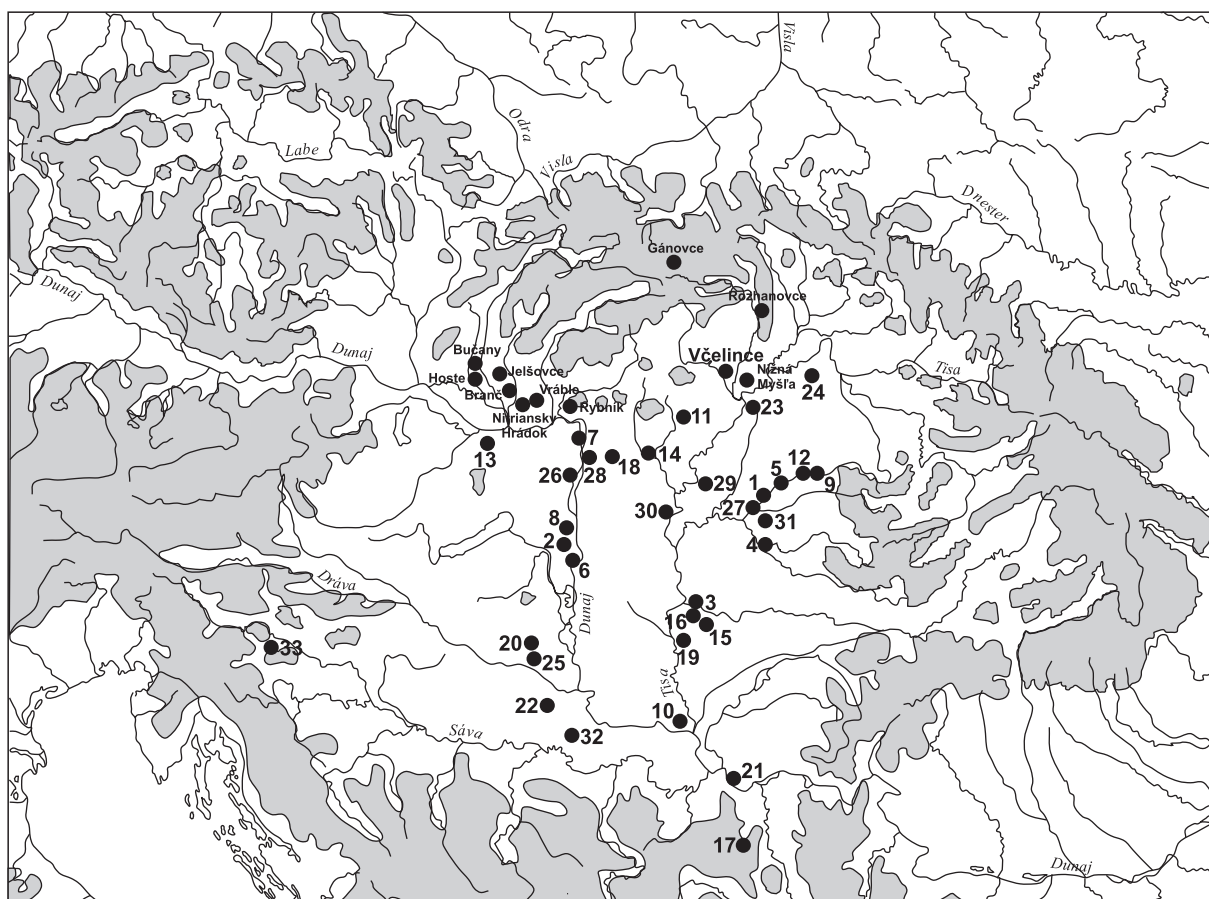 Visla
Odra
Labe
Visla
Dnester
Gánovce
Dunaj
Rozhanovce
Dunaj
Bučany
Včelince
Jelšovce
Hoste
Nižná
Myšľa
Tisa
Branč
Vráble
24
Rybník
Nitriansky
Hrádok
11
23
7
13
14
18
28
12
26
5
9
29
1
27
30
8
31
2
4
6
Dráva
Dunaj
3
16
20
15
33
19
25
Tisa
22
10
Sáva
32
21
17
Dunaj